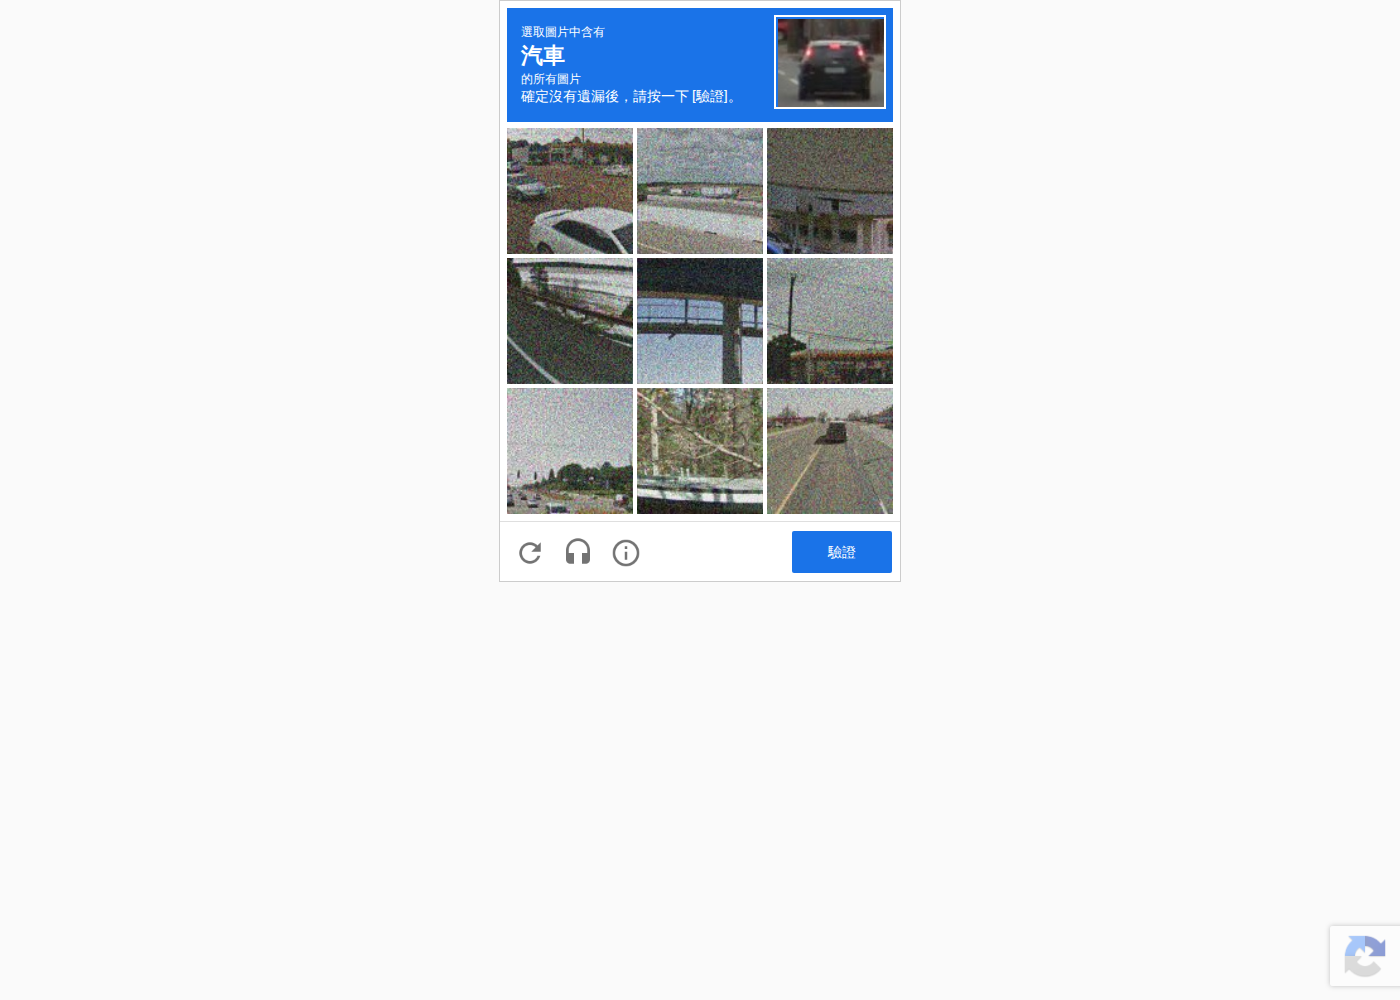 選取圖片中含有
汽車
的所有圖片
確定沒有遺漏後，請按一下 [驗證]。
驗證